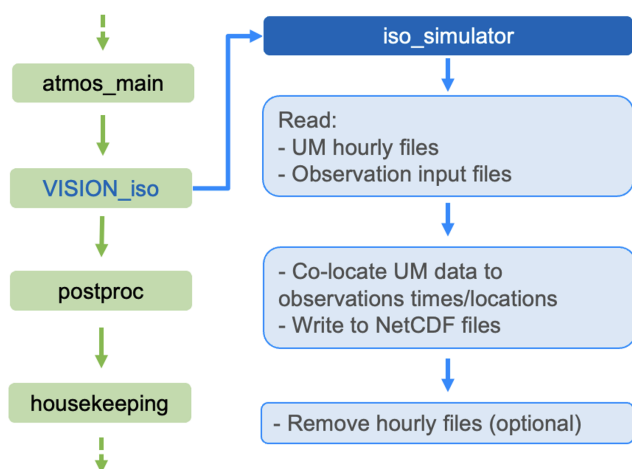 atmos_main
VISION_iso
postproc
housekeeping
iso_simulator
Read:
- UM hourly files
- Observation input files
- Co-locate UM data to
observations times/locations
- Write to NetCDF files
- Remove hourly files (optional)